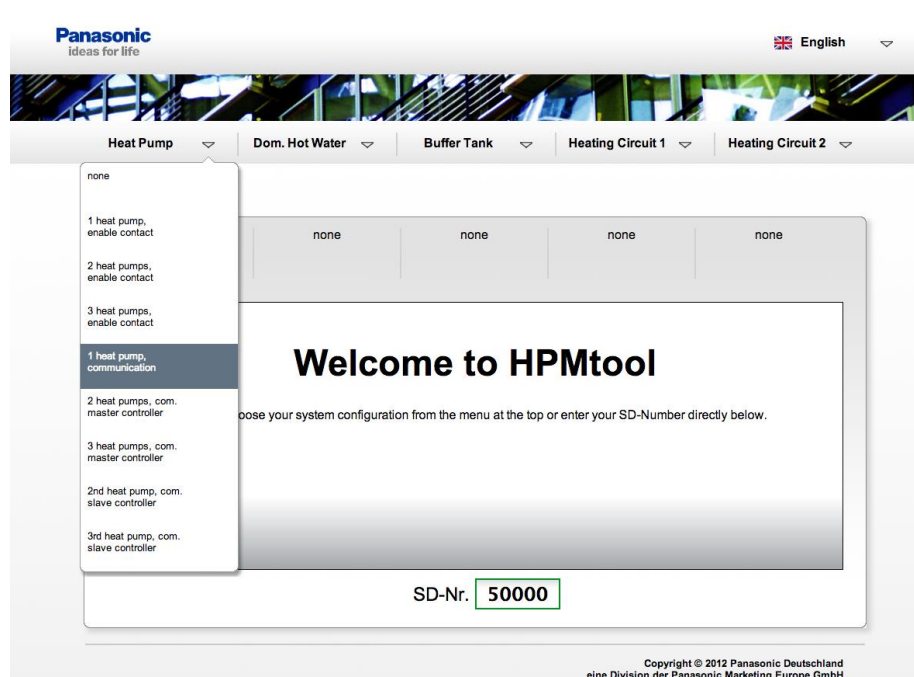 Panasonic
ideas for life
English
Heat Pump
Dom. Hot Water
Buffer Tank
Heating Circuit 1
Heating Circuit 2
none
1 heat pump,
enable contact
2 heat pumps,
enable contact
3 heat pumps,
enable contact
1 heat pump,
communication
2 heat pumps, com.
master controller
3 heat pumps, com.
master controller
2nd heat pump, com.
slave controller
3rd heat pump, com.
slave controller
none
none
none
none
Welcome to HPMtool
oose your system configuration from the menu at the top or enter your SD-Number directly below.
SD-Nr. 50000
Copyright © 2012 Panasonic Deutschland
eine Division der Panasonic Marketing Europe GmbH